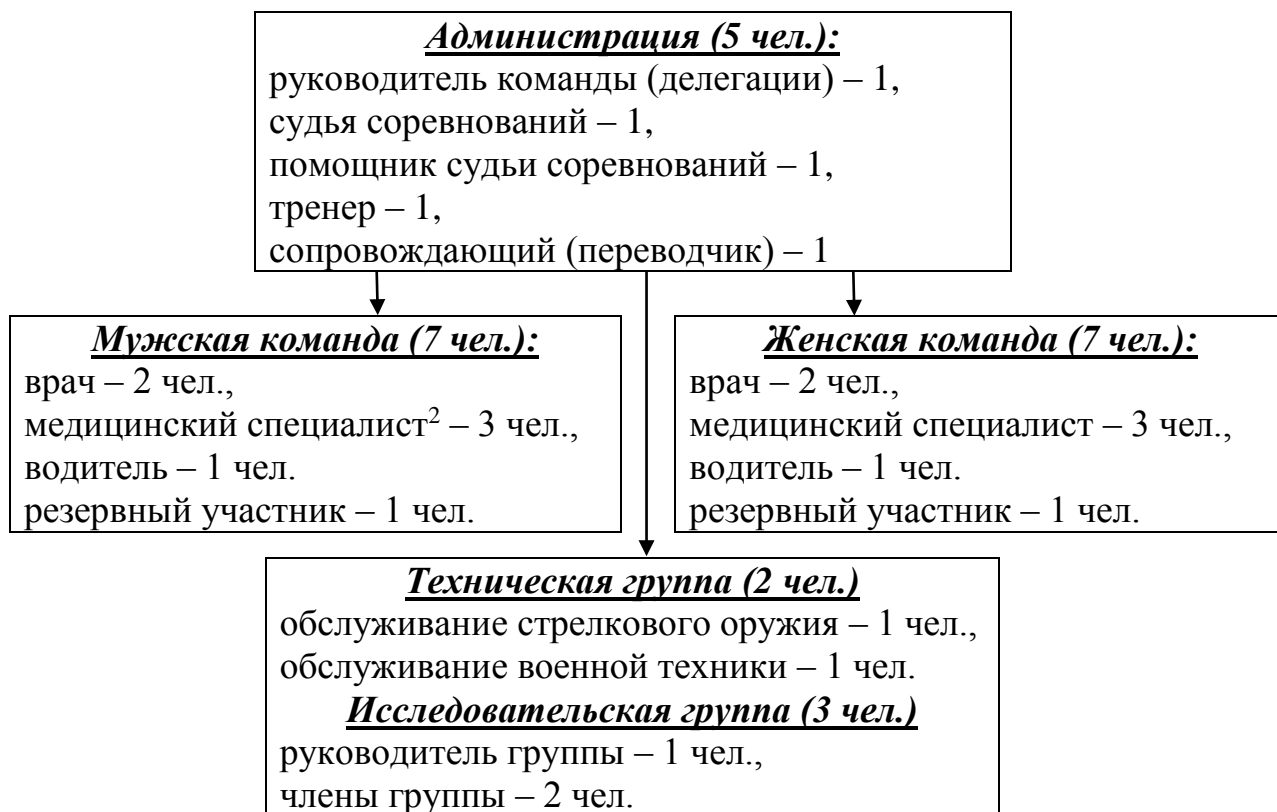 Администрация (5 чел.):
руководитель команды (делегации) – 1,
судья соревнований – 1,
помощник судьи соревнований – 1,
тренер – 1,
сопровождающий (переводчик) – 1
Мужская команда (7 чел.):
врач – 2 чел.,
медицинский специалист² – 3 чел.,
водитель – 1 чел.
резервный участник – 1 чел.
Женская команда (7 чел.):
врач – 2 чел.,
медицинский специалист – 3 чел.,
водитель – 1 чел.
резервный участник – 1 чел.
Техническая группа (2 чел.)
обслуживание стрелкового оружия – 1 чел.,
обслуживание военной техники – 1 чел.
Исследовательская группа (3 чел.)
руководитель группы – 1 чел.,
члены группы – 2 чел.